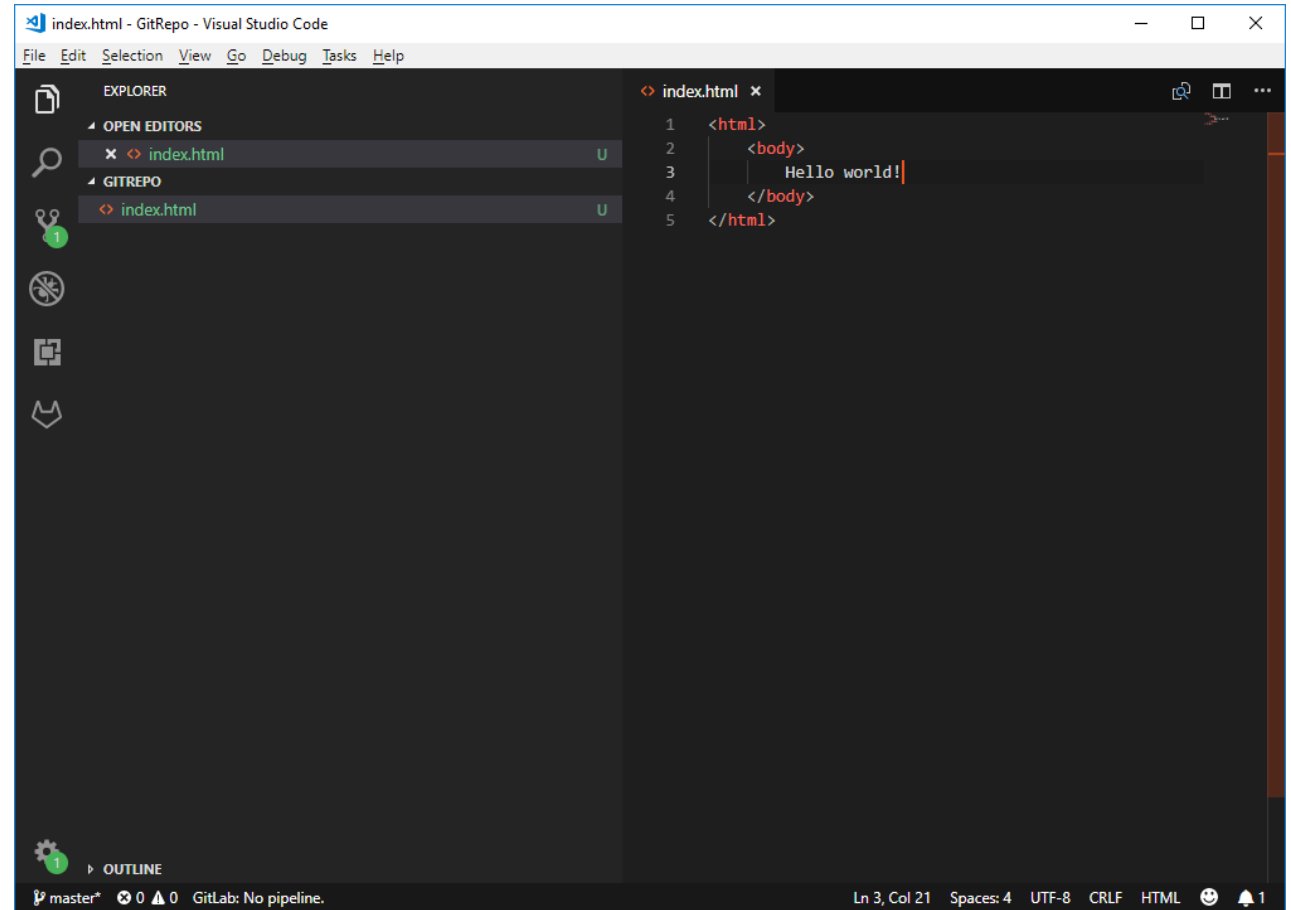 index.html - GitRepo - Visual Studio Code
File Edit Selection View Go Debug Tasks Help
EXPLORER
OPEN EDITORS
index.html U
GITREPO
index.html U
1
1
OUTLINE
index.html
1 <html>
2 <body>
3 Hello world!
4 </body>
5 </html>
master* 0 0 GitLab: No pipeline. Ln 3, Col 21 Spaces: 4 UTF-8 CRLF HTML 1